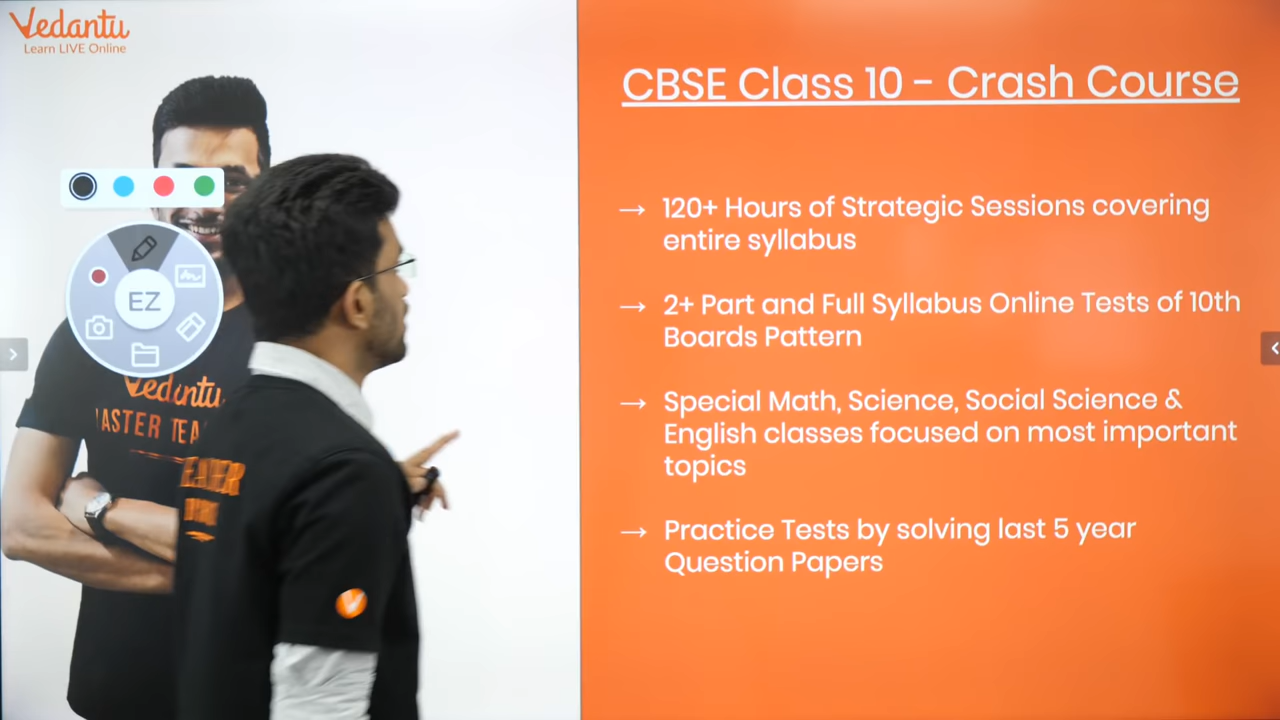 Vedantu
Learn LIVE Online
CBSE Class 10 - Crash Course
→ 120+ Hours of Strategic Sessions covering
entire syllabus
EZ
→ 2+ Part and Full Syllabus Online Tests of 10th
Boards Pattern
Vedantu
→ Special Math, Science, Social Science &
English classes focused on most important
topics
→ Practice Tests by solving last 5 year
Question Papers